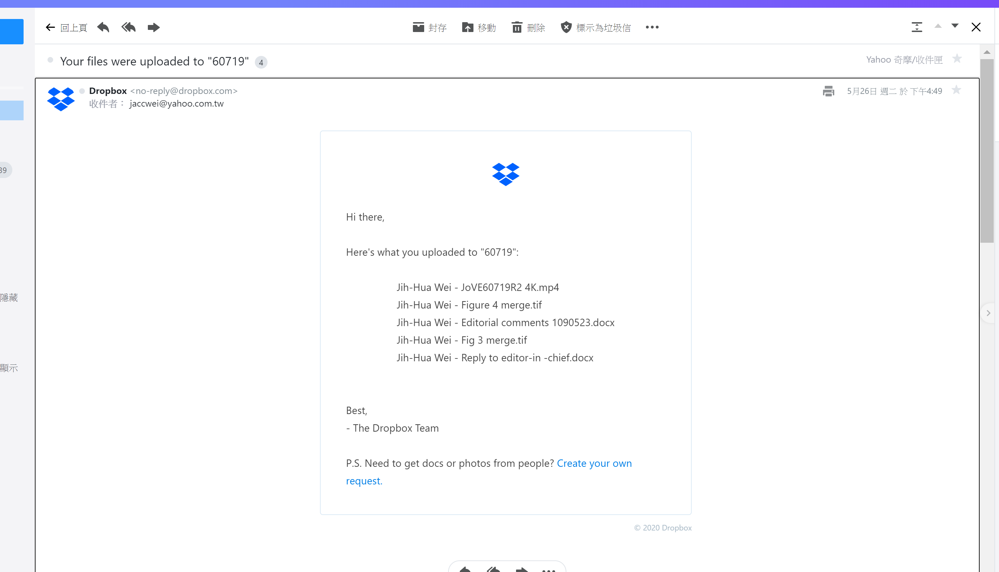 回上頁
封存
移動
刪除
標示為垃圾信
Your files were uploaded to "60719" 4
Yahoo 奇摩/收件匣
Dropbox <no-reply@dropbox.com>
5月26日 週二 於 下午4:49
收件者： jaccwei@yahoo.com.tw
39
隱藏
顯示
Hi there,
Here's what you uploaded to "60719":
Jih-Hua Wei - JoVE60719R2 4K.mp4
Jih-Hua Wei - Figure 4 merge.tif
Jih-Hua Wei - Editorial comments 1090523.docx
Jih-Hua Wei - Fig 3 merge.tif
Jih-Hua Wei - Reply to editor-in -chief.docx
Best,
- The Dropbox Team
P.S. Need to get docs or photos from people? Create your own
request.
© 2020 Dropbox